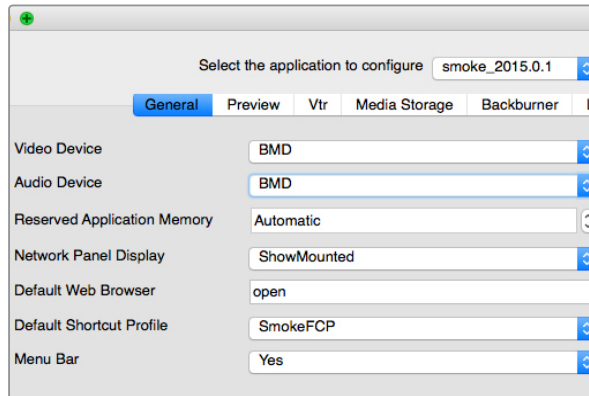 Select the application to configure smoke_2015.0.1
General Preview Vtr Media Storage Backburner
Video Device BMD
Audio Device BMD
Reserved Application Memory Automatic
Network Panel Display ShowMounted
Default Web Browser open
Default Shortcut Profile SmokeFCP
Menu Bar Yes